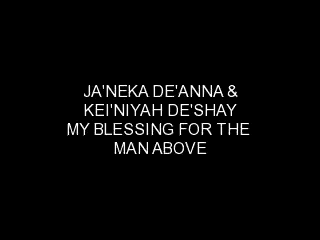 JA'NEKA DE'ANNA &
KEI'NIYAH DE'SHAY
MY BLESSING FOR THE
MAN ABOVE